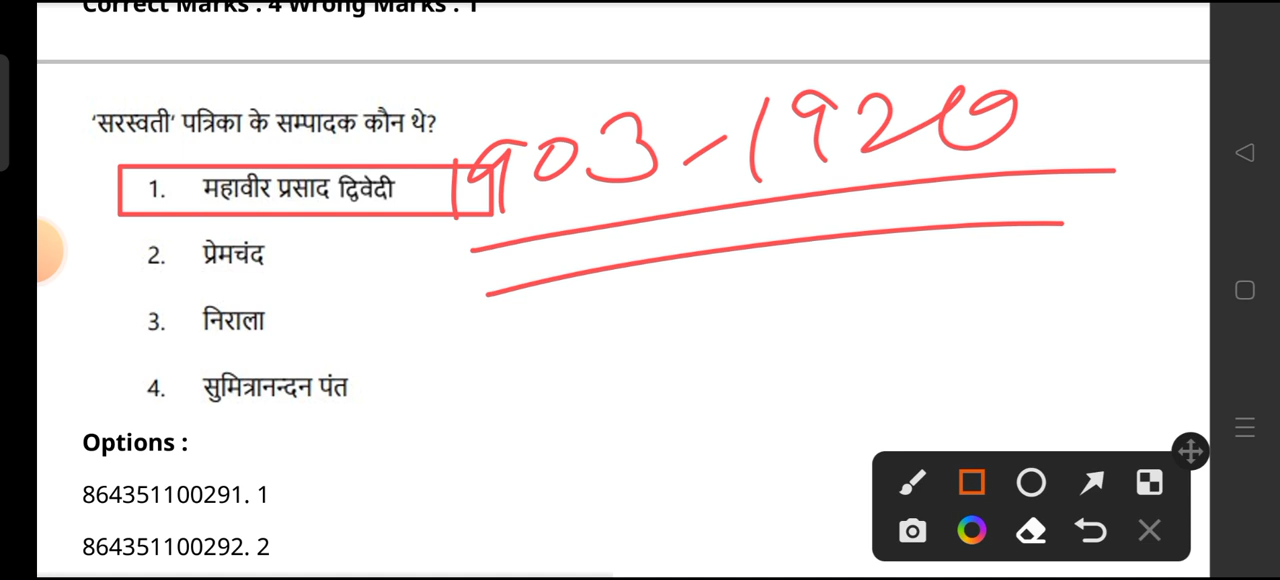 Correct Marks : 4 Wrong Marks : 1
'सरस्वती' पत्रिका के सम्पादक कौन थे?
1903-1920
1. महावीर प्रसाद द्विवेदी
2. प्रेमचंद
3. निराला
4. सुमित्रानन्दन पंत
Options :
864351100291. 1
864351100292. 2